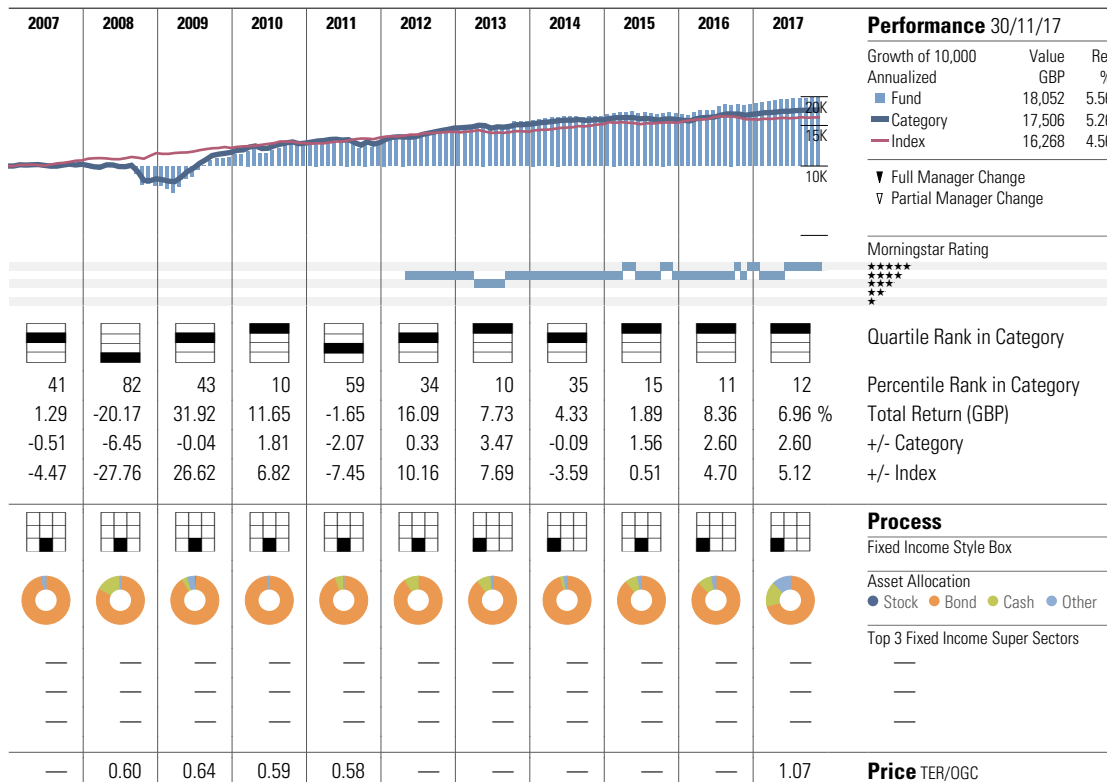 2007 2008 2009 2010 2011 2012 2013 2014 2015 2016 2017
Performance 30/11/17
Growth of 10,000 Value Re
Annualized GBP %
Fund 18,052 5.5
Category 17,506 5.2
Index 16,268 4.5
20K
15K
10K
▼ Full Manager Change
▽ Partial Manager Change
Morningstar Rating
★★★★★
★★★★
★★★
★★
★
Quartile Rank in Category
41 82 43 10 59 34 10 35 15 11 12 Percentile Rank in Category
1.29 -20.17 31.92 11.65 -1.65 16.09 7.73 4.33 1.89 8.36 6.96 % Total Return (GBP)
-0.51 -6.45 -0.04 1.81 -2.07 0.33 3.47 -0.09 1.56 2.60 2.60 +/- Category
-4.47 -27.76 26.62 6.82 -7.45 10.16 7.69 -3.59 0.51 4.70 5.12 +/- Index
Process
Fixed Income Style Box
Asset Allocation
Stock Bond Cash Other
Top 3 Fixed Income Super Sectors
— — — — — — — — — — — —
— — — — — — — — — — — —
— — — — — — — — — — — —
— 0.60 0.64 0.59 0.58 — — — — — 1.07 Price TER/OGC